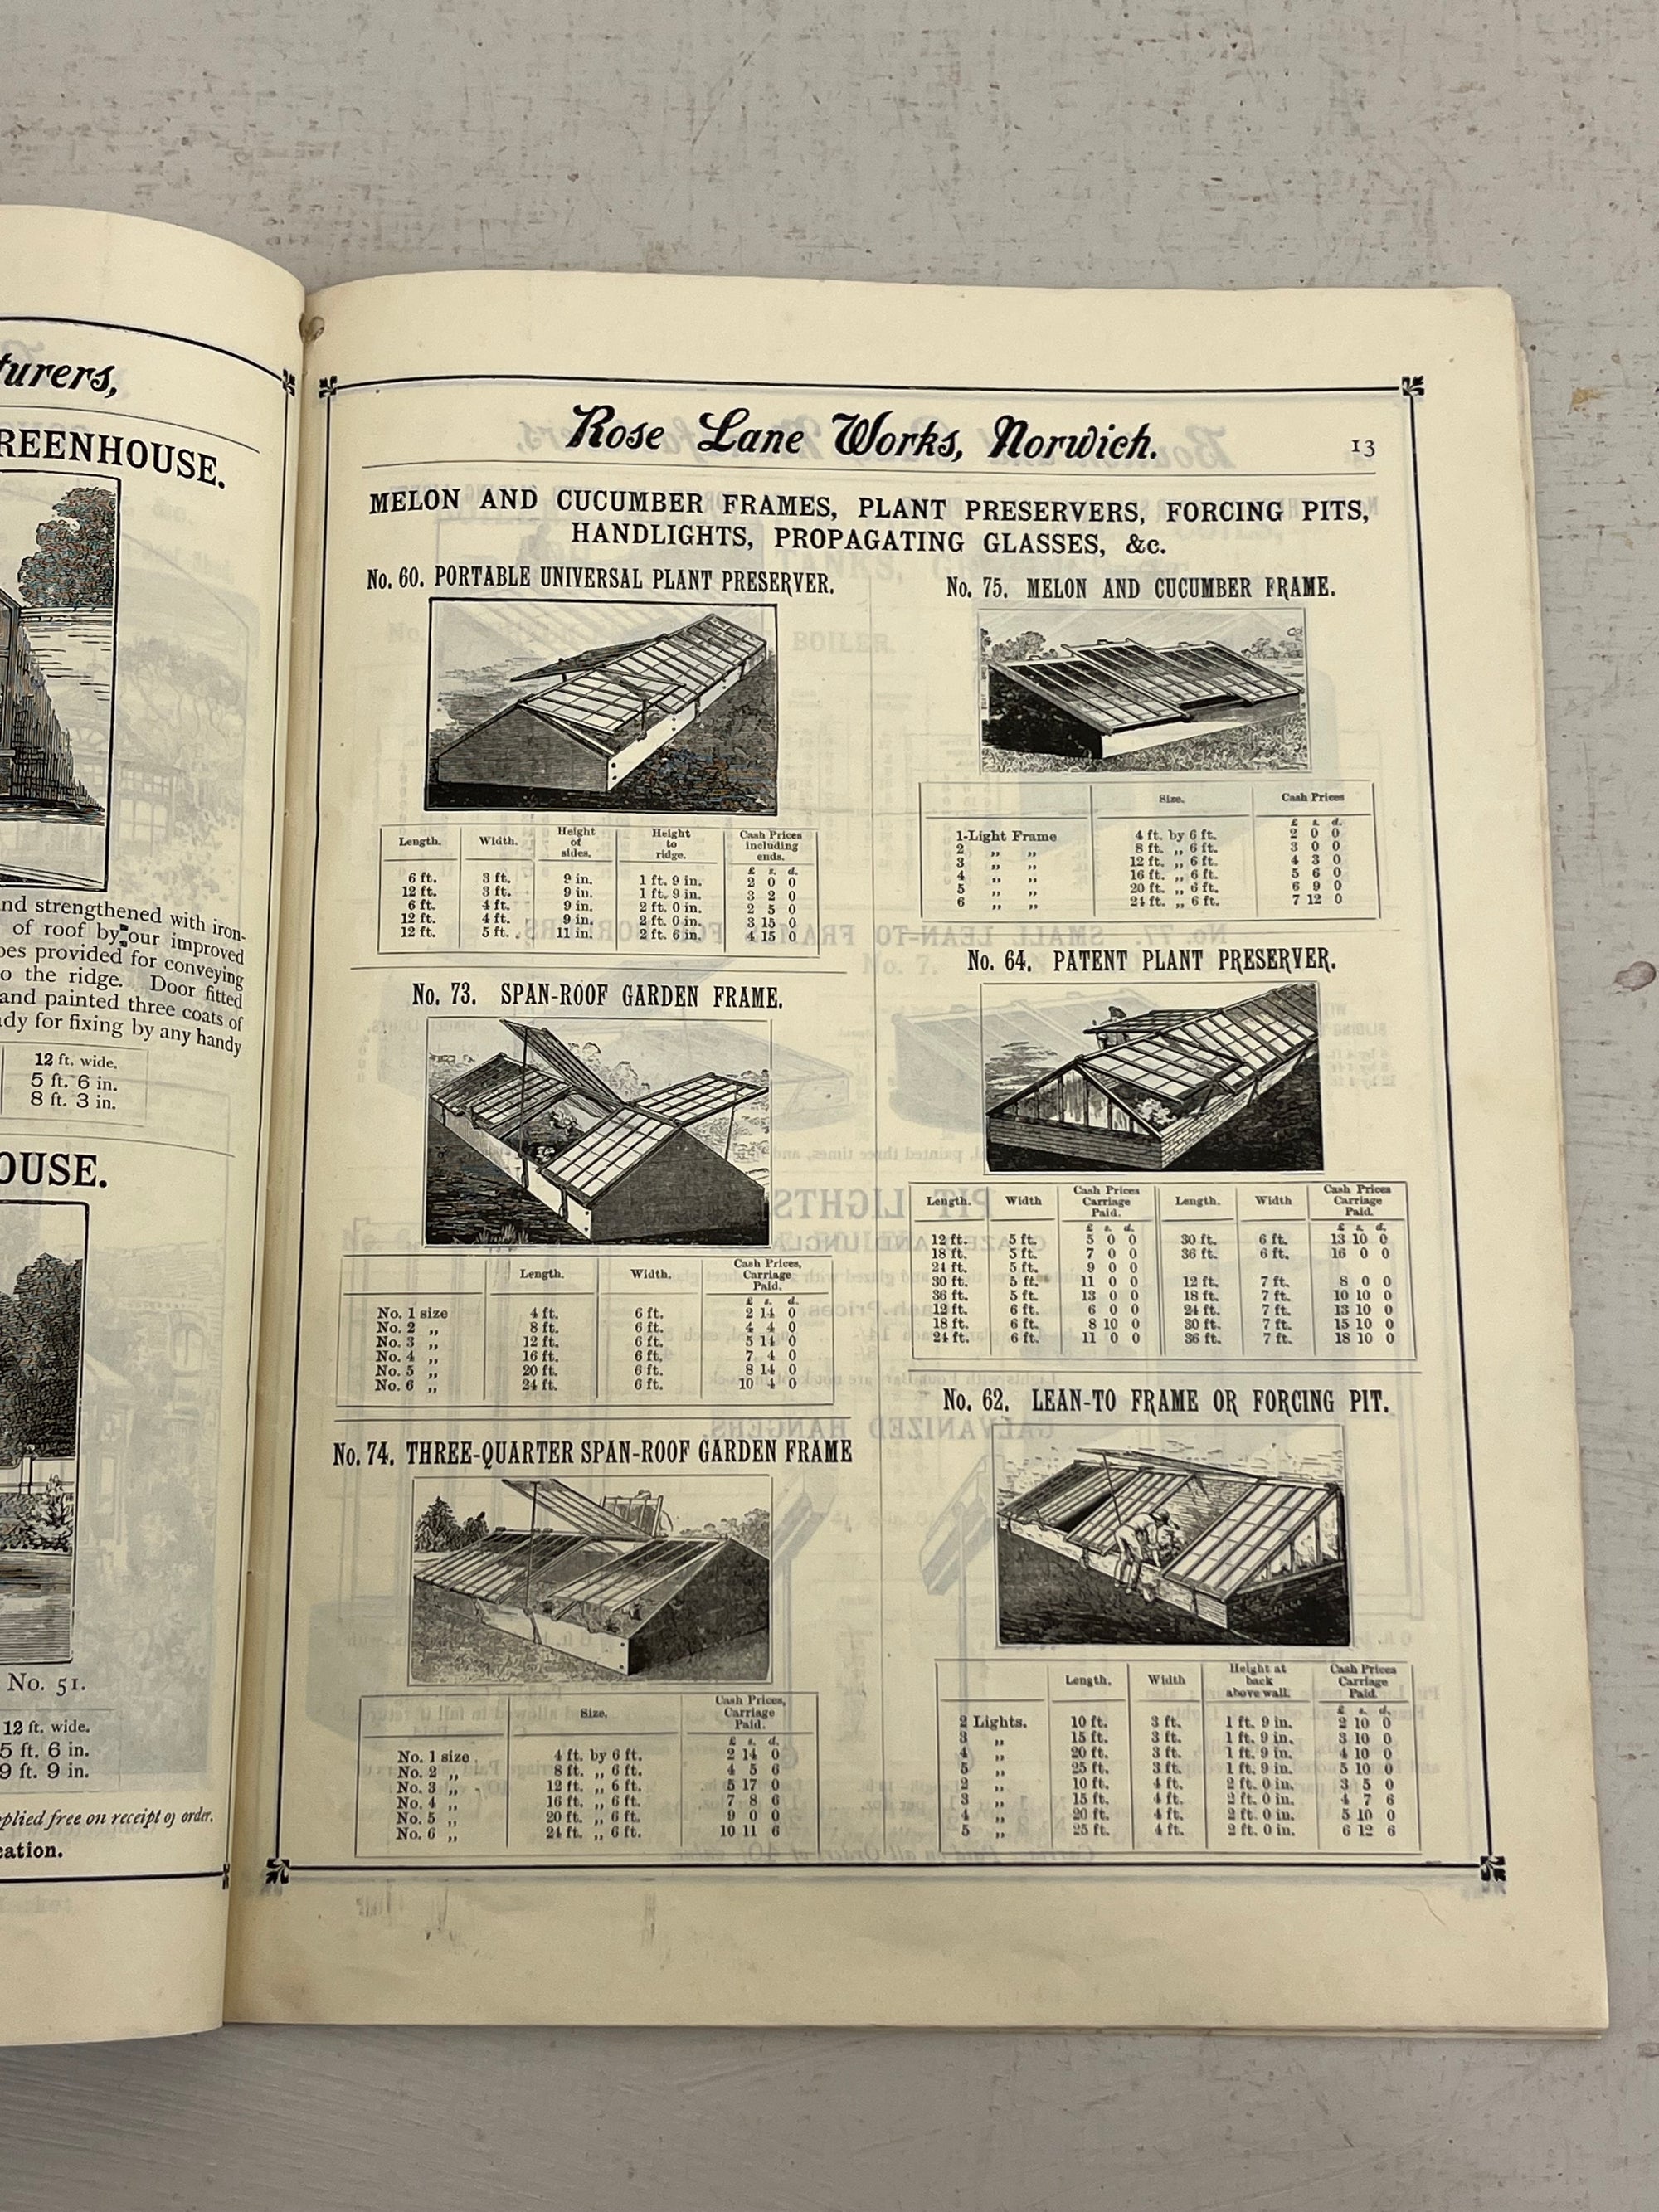 turers,
REENHOUSE.
nd strengthened with iron-
of roof by our improved
pes provided for conveying
o the ridge. Door fitted
and painted three coats of
dy for fixing by any handy
12 ft. wide.
5 ft. 6 in.
8 ft. 3 in.
OUSE.
No. 51.
12 ft. wide.
5 ft. 6 in.
9 ft. 9 in.
pplied free on receipt of order.
cation.
Rose Lane Works, Norwich.
13
MELON AND CUCUMBER FRAMES, PLANT PRESERVERS, FORCING PITS,
HANDLIGHTS, PROPAGATING GLASSES, &c.
No. 60. PORTABLE UNIVERSAL PLANT PRESERVER.
Length. Width. Height of sides. Height to ridge. Cash Prices including ends.
£ s. d.
6 ft. 3 ft. 9 in. 1 ft. 9 in. 2 0 0
12 ft. 3 ft. 9 in. 1 ft. 9 in. 3 2 0
6 ft. 4 ft. 9 in. 2 ft. 0 in. 2 5 0
12 ft. 4 ft. 9 in. 2 ft. 0 in. 3 15 0
12 ft. 5 ft. 11 in. 2 ft. 6 in. 4 15 0
No. 73. SPAN-ROOF GARDEN FRAME.
Length. Width. Cash Prices, Carriage Paid.
£ s. d.
No. 1 size 4 ft. 6 ft. 2 14 0
No. 2 „ 8 ft. 6 ft. 4 4 0
No. 3 „ 12 ft. 6 ft. 5 14 0
No. 4 „ 16 ft. 6 ft. 7 4 0
No. 5 „ 20 ft. 6 ft. 8 14 0
No. 6 „ 24 ft. 6 ft. 10 4 0
No. 74. THREE-QUARTER SPAN-ROOF GARDEN FRAME
Size. Cash Prices, Carriage Paid.
£ s. d.
No. 1 size 4 ft. by 6 ft. 2 14 0
No. 2 „ 8 ft. „ 6 ft. 4 5 6
No. 3 „ 12 ft. „ 6 ft. 5 17 0
No. 4 „ 16 ft. „ 6 ft. 7 8 6
No. 5 „ 20 ft. „ 6 ft. 9 0 0
No. 6 „ 24 ft. „ 6 ft. 10 11 6
No. 75. MELON AND CUCUMBER FRAME.
Size. Cash Prices
£ s. d.
1-Light Frame 4 ft. by 6 ft. 2 0 0
2 „ „ 8 ft. „ 6 ft. 3 0 0
3 „ „ 12 ft. „ 6 ft. 4 3 0
4 „ „ 16 ft. „ 6 ft. 5 6 0
5 „ „ 20 ft. „ 6 ft. 6 9 0
6 „ „ 24 ft. „ 6 ft. 7 12 0
No. 64. PATENT PLANT PRESERVER.
Length. Width Cash Prices Carriage Paid. Length. Width Cash Prices Carriage Paid.
£ s. d. £ s. d.
12 ft. 5 ft. 5 0 0 30 ft. 6 ft. 13 10 0
18 ft. 5 ft. 7 0 0 36 ft. 6 ft. 16 0 0
24 ft. 5 ft. 9 0 0
30 ft. 5 ft. 11 0 0 12 ft. 7 ft. 8 0 0
36 ft. 5 ft. 13 0 0 18 ft. 7 ft. 10 10 0
12 ft. 6 ft. 6 0 0 24 ft. 7 ft. 13 10 0
18 ft. 6 ft. 8 10 0 30 ft. 7 ft. 15 10 0
24 ft. 6 ft. 11 0 0 36 ft. 7 ft. 18 10 0
No. 62. LEAN-TO FRAME OR FORCING PIT.
Length. Width Height at back above wall. Cash Prices Carriage Paid.
£ s. d.
2 Lights. 10 ft. 3 ft. 1 ft. 9 in. 2 10 0
3 „ 15 ft. 3 ft. 1 ft. 9 in. 3 10 0
4 „ 20 ft. 3 ft. 1 ft. 9 in. 4 10 0
5 „ 25 ft. 3 ft. 1 ft. 9 in. 5 10 0
2 „ 10 ft. 4 ft. 2 ft. 0 in. 3 5 0
3 „ 15 ft. 4 ft. 2 ft. 0 in. 4 7 6
4 „ 20 ft. 4 ft. 2 ft. 0 in. 5 10 0
5 „ 25 ft. 4 ft. 2 ft. 0 in. 6 12 6